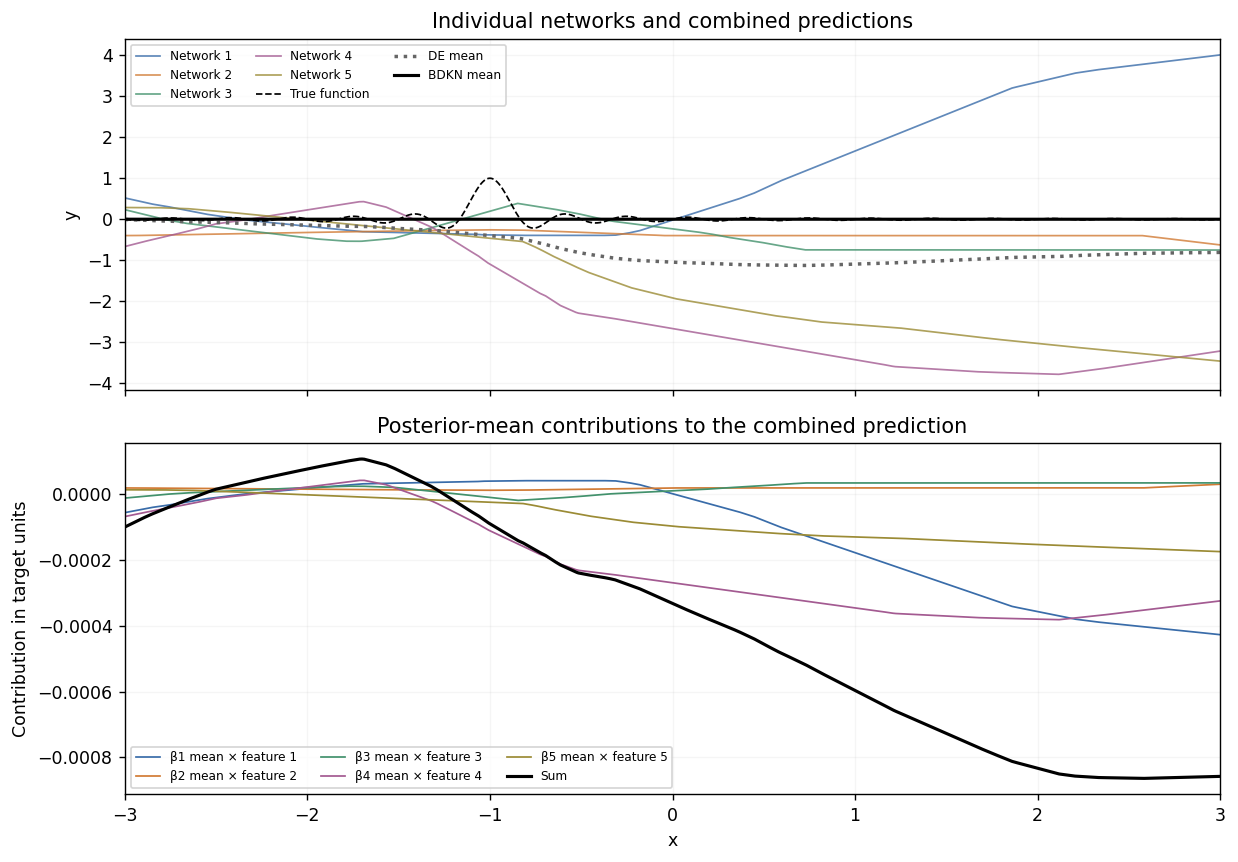 Individual networks and combined predictions
Network 1 Network 4 DE mean
Network 2 Network 5 BDKN mean
Network 3 True function
4
3
2
1
0
−1
−2
−3
−4
y
Posterior-mean contributions to the combined prediction
0.0000
−0.0002
−0.0004
−0.0006
−0.0008
Contribution in target units
β1 mean × feature 1 β3 mean × feature 3 β5 mean × feature 5
β2 mean × feature 2 β4 mean × feature 4 Sum
−3 −2 −1 0 1 2 3
x